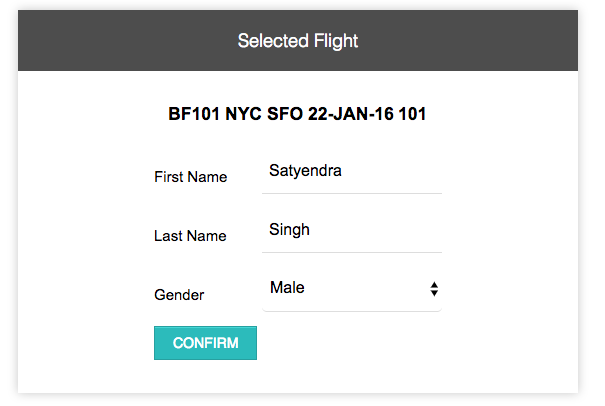 Selected Flight
BF101 NYC SFO 22-JAN-16 101
First Name Satyendra
Last Name Singh
Gender Male
CONFIRM